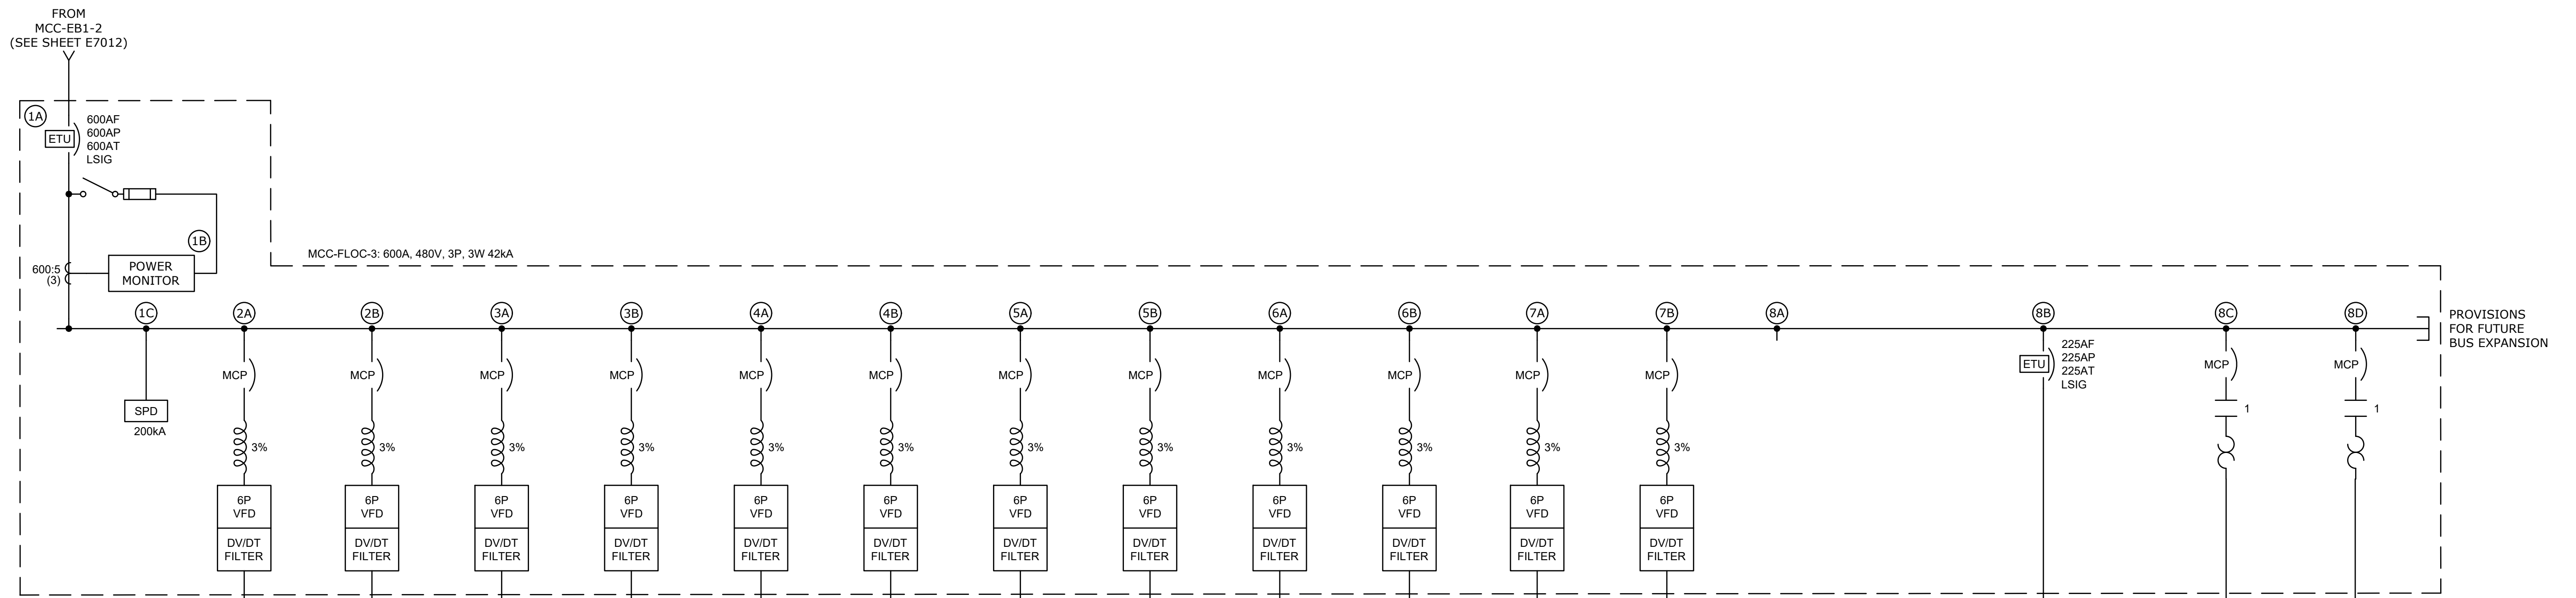 FROM
MCC-EB1-2
(SEE SHEET E7012)
1A
ETU
600AF
600AP
600AT
LSIG
1B
600:5
(3)
POWER
MONITOR
MCC-FLOC-3: 600A, 480V, 3P, 3W 42kA
1C
2A
2B
3A
3B
4A
4B
5A
5B
6A
6B
7A
7B
8A
8B
8C
8D
PROVISIONS
FOR FUTURE
BUS EXPANSION
SPD
200kA
MCP
3%
6P
VFD
DV/DT
FILTER
MCP
3%
6P
VFD
DV/DT
FILTER
MCP
3%
6P
VFD
DV/DT
FILTER
MCP
3%
6P
VFD
DV/DT
FILTER
MCP
3%
6P
VFD
DV/DT
FILTER
MCP
3%
6P
VFD
DV/DT
FILTER
MCP
3%
6P
VFD
DV/DT
FILTER
MCP
3%
6P
VFD
DV/DT
FILTER
MCP
3%
6P
VFD
DV/DT
FILTER
MCP
3%
6P
VFD
DV/DT
FILTER
MCP
3%
6P
VFD
DV/DT
FILTER
MCP
3%
6P
VFD
DV/DT
FILTER
ETU
225AF
225AP
225AT
LSIG
MCP
1
MCP
1